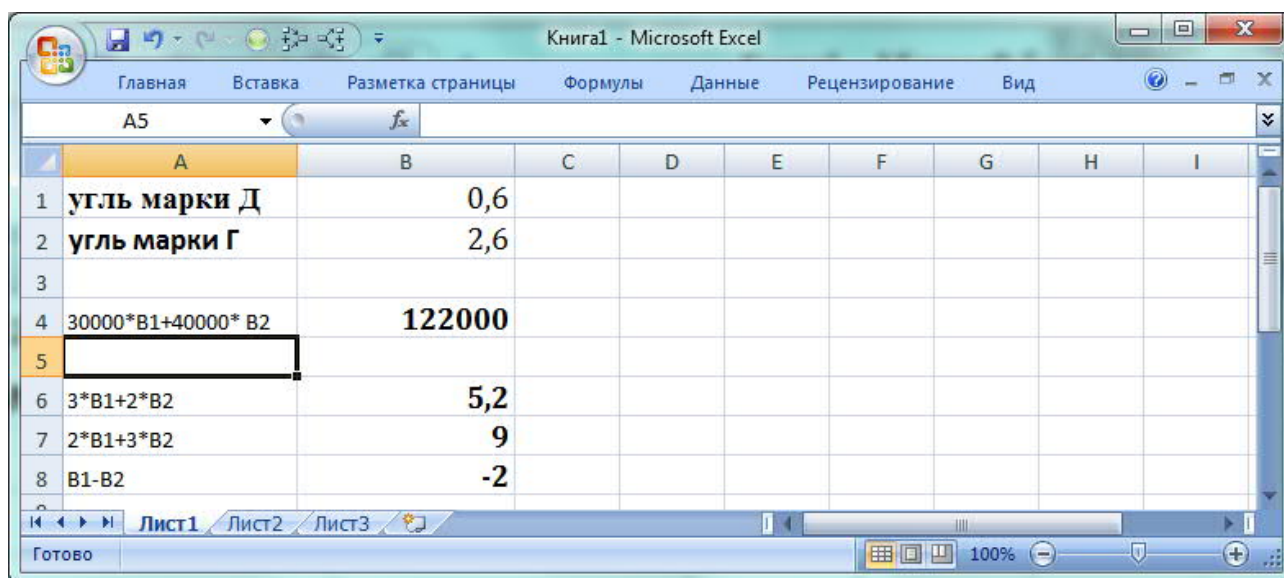 Книга1 - Microsoft Excel
Главная Вставка Разметка страницы Формулы Данные Рецензирование Вид
A5 fx
A B C D E F G H I
1 угль марки Д 0,6
2 угль марки Г 2,6
3
4 30000*B1+40000* B2 122000
5
6 3*B1+2*B2 5,2
7 2*B1+3*B2 9
8 B1-B2 -2
Лист1 Лист2 Лист3
Готово 100%